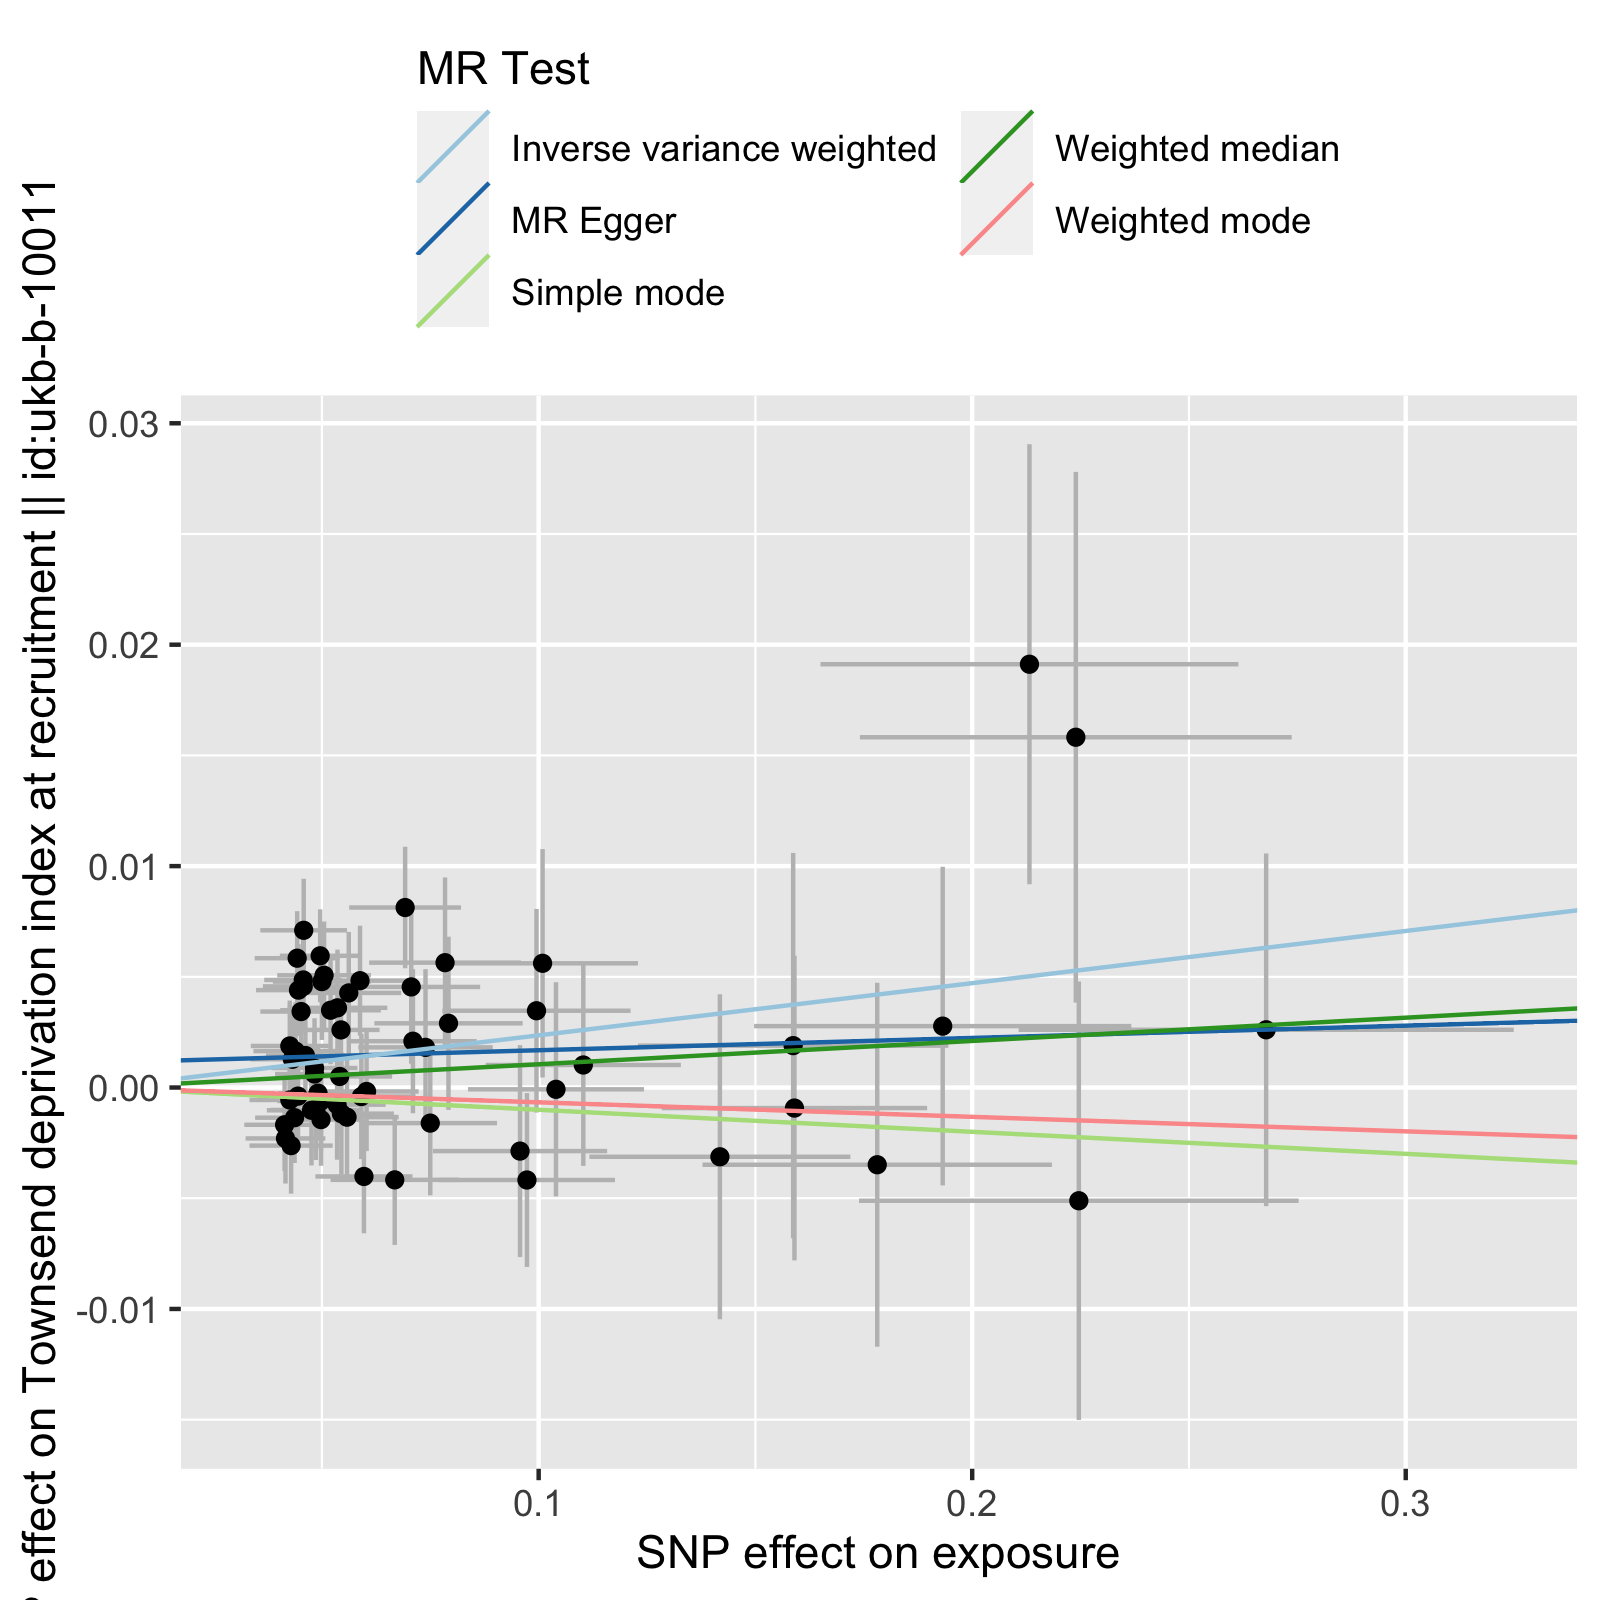 MR Test
Inverse variance weighted
Weighted median
MR Egger
Weighted mode
Simple mode
effect on Townsend deprivation index at recruitment || id:ukb-b-10011
0.03
0.02
0.01
0.00
-0.01
0.1
0.2
0.3
SNP effect on exposure